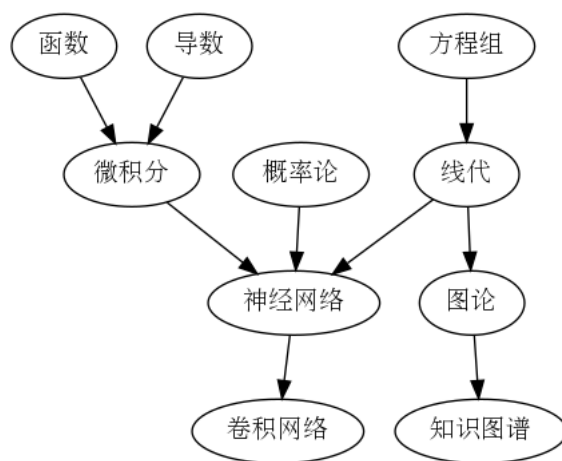 函数
导数
方程组
微积分
概率论
线代
神经网络
图论
卷积网络
知识图谱